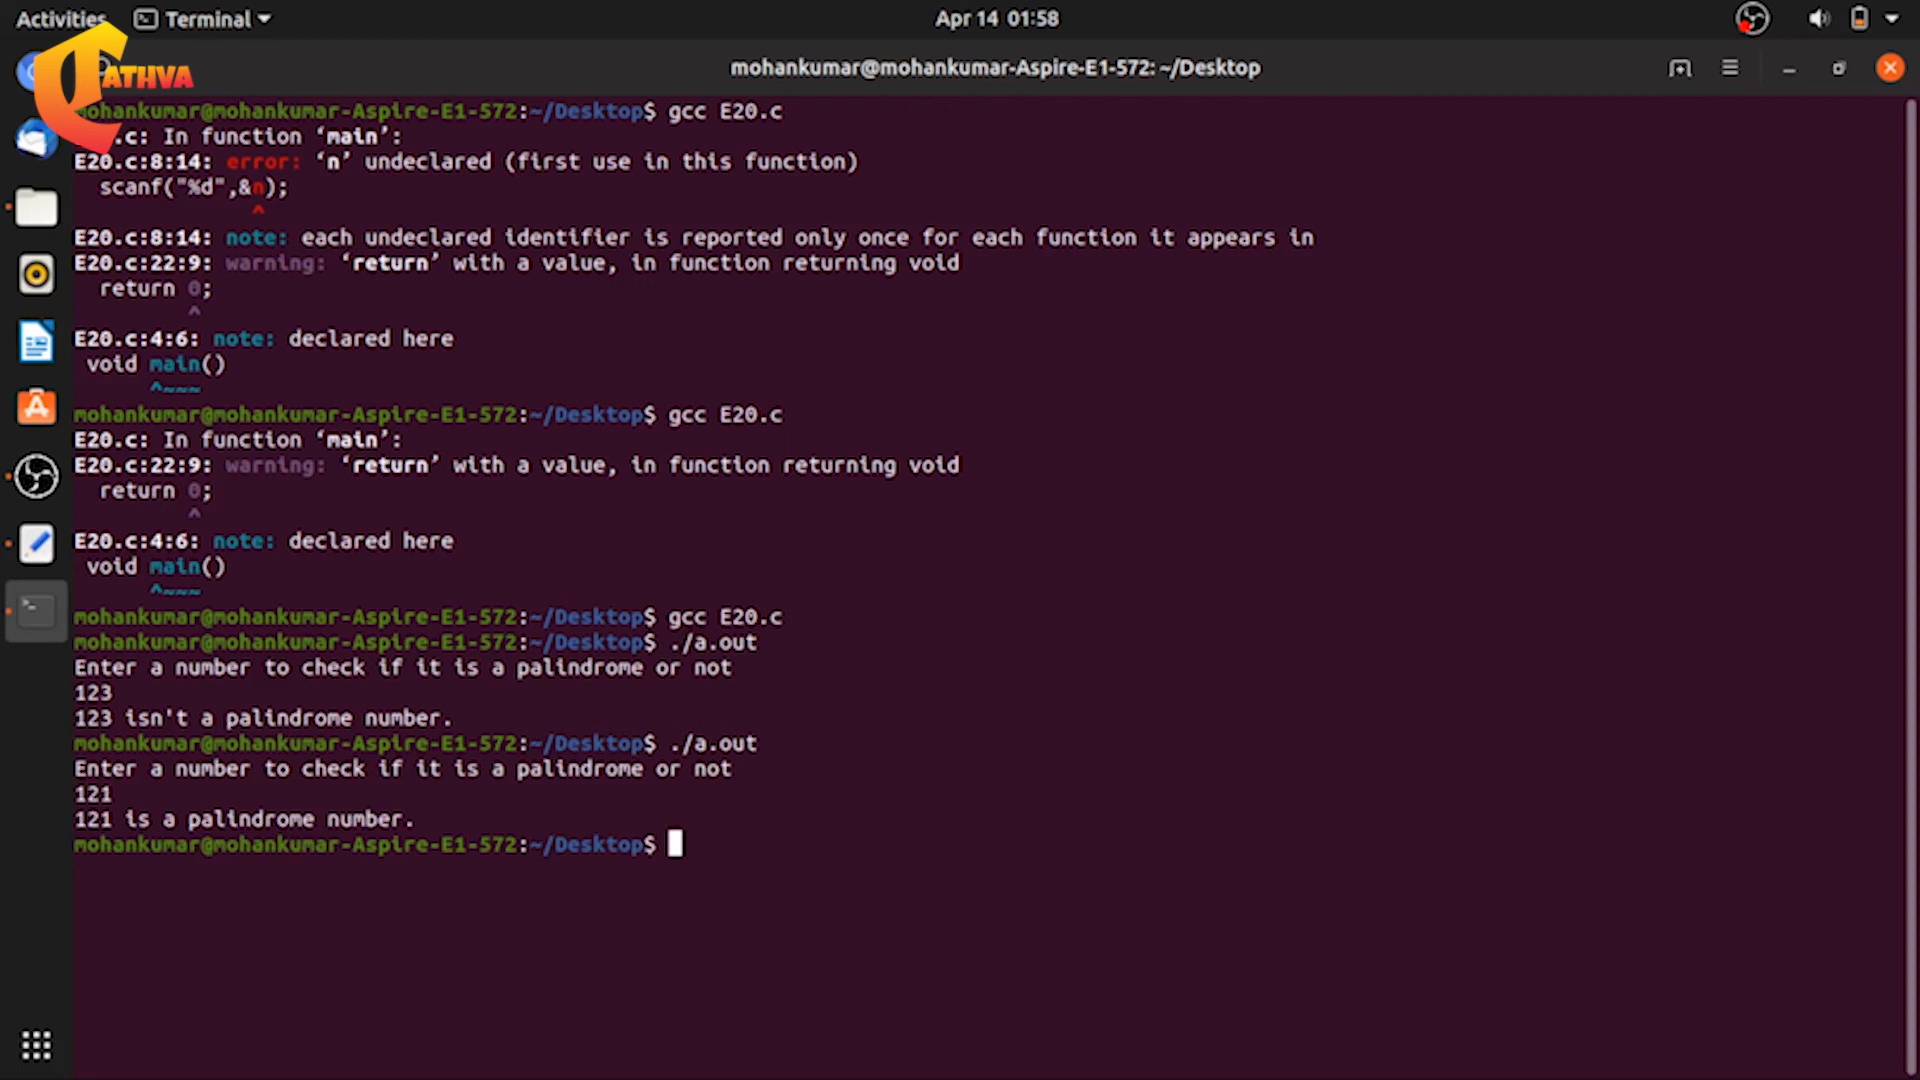 Activities Terminal Apr 14 01:58
mohankumar@mohankumar-Aspire-E1-572: ~/Desktop
CATHVA
mohankumar@mohankumar-Aspire-E1-572:~/Desktop$ gcc E20.c
.c: In function ‘main’:
E20.c:8:14: error: ‘n’ undeclared (first use in this function)
scanf("%d",&n);
^
E20.c:8:14: note: each undeclared identifier is reported only once for each function it appears in
E20.c:22:9: warning: ‘return’ with a value, in function returning void
return 0;
^
E20.c:4:6: note: declared here
void main()
^~~~
mohankumar@mohankumar-Aspire-E1-572:~/Desktop$ gcc E20.c
E20.c: In function ‘main’:
E20.c:22:9: warning: ‘return’ with a value, in function returning void
return 0;
^
E20.c:4:6: note: declared here
void main()
^~~~
mohankumar@mohankumar-Aspire-E1-572:~/Desktop$ gcc E20.c
mohankumar@mohankumar-Aspire-E1-572:~/Desktop$ ./a.out
Enter a number to check if it is a palindrome or not
123
123 isn't a palindrome number.
mohankumar@mohankumar-Aspire-E1-572:~/Desktop$ ./a.out
Enter a number to check if it is a palindrome or not
121
121 is a palindrome number.
mohankumar@mohankumar-Aspire-E1-572:~/Desktop$